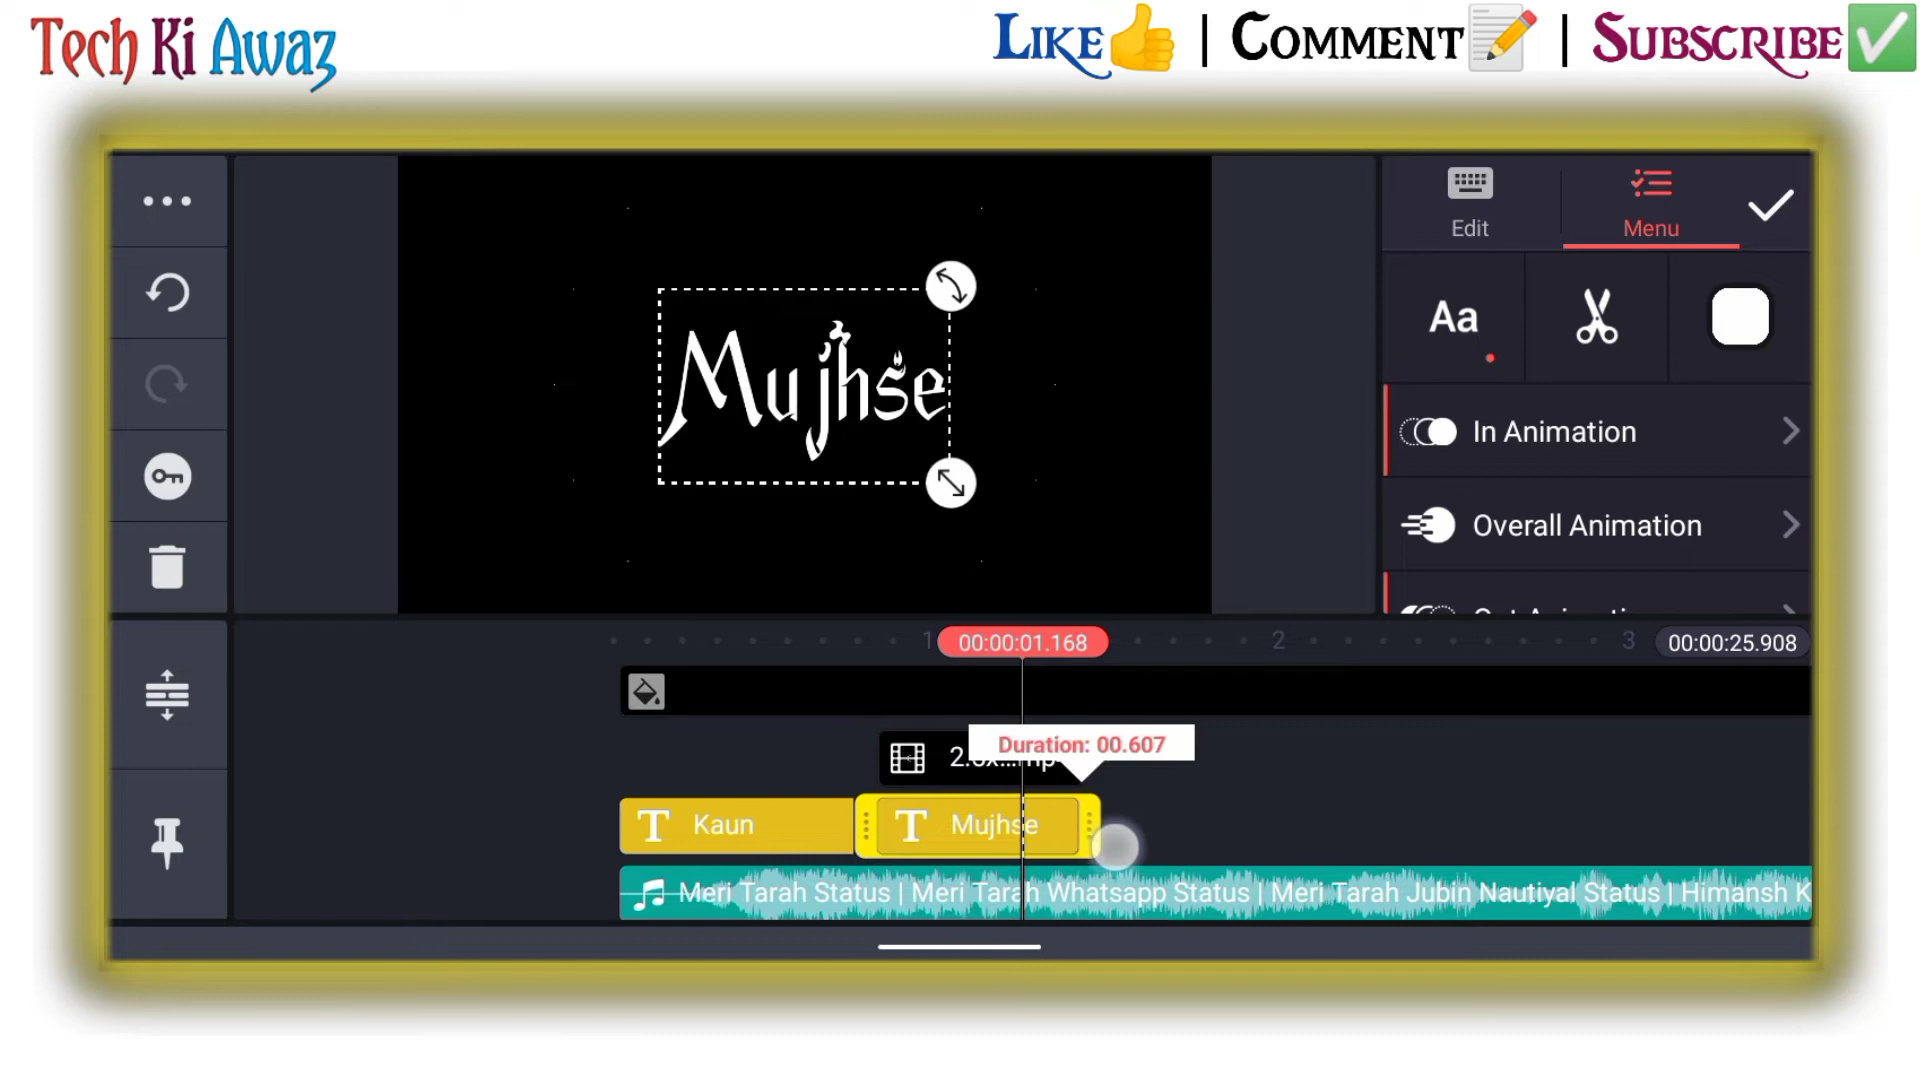 Tech Ki Awaz
Like | Comment | Subscribe
Edit
Menu
Mujhse
Aa
In Animation
Overall Animation
1
00:00:01.168
2
3
00:00:25.908
Duration: 00.607
Kaun
Mujhse
Meri Tarah Status | Meri Tarah Whatsapp Status | Meri Tarah Jubin Nautiyal Status | Himansh K